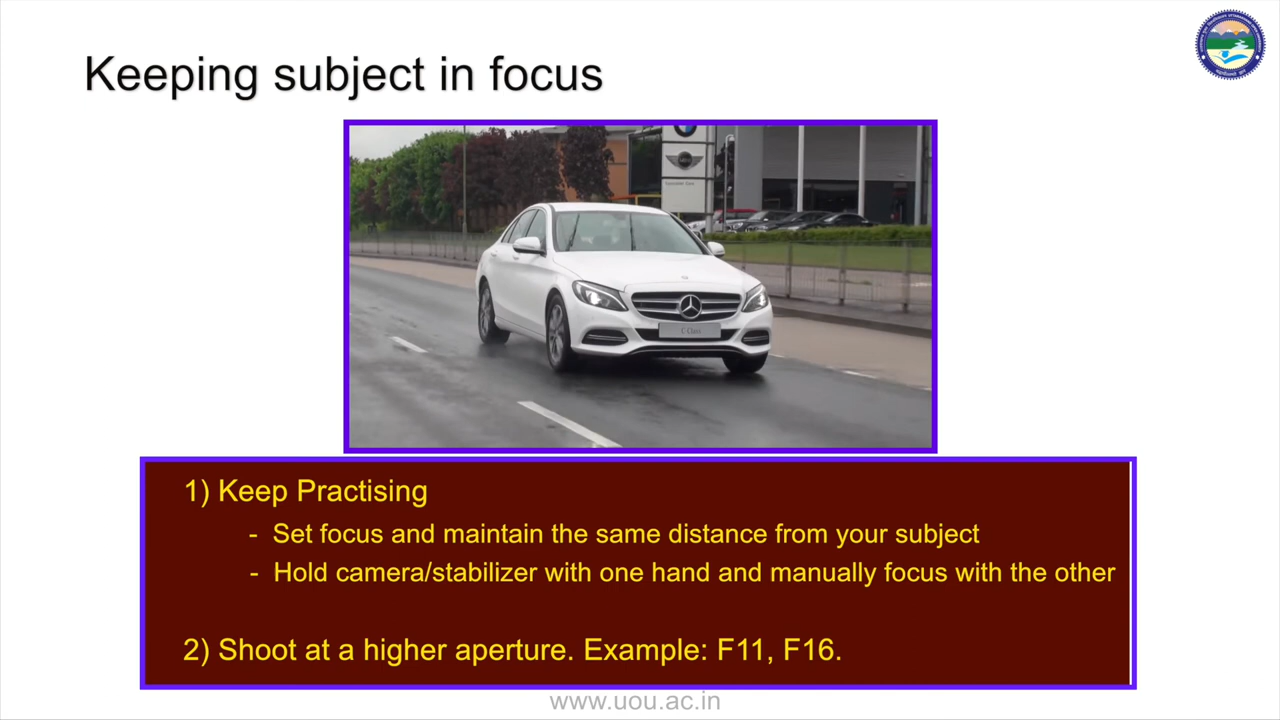 Keeping subject in focus
C-Class
1) Keep Practising
- Set focus and maintain the same distance from your subject
- Hold camera/stabilizer with one hand and manually focus with the other
2) Shoot at a higher aperture. Example: F11, F16.
www.uou.ac.in